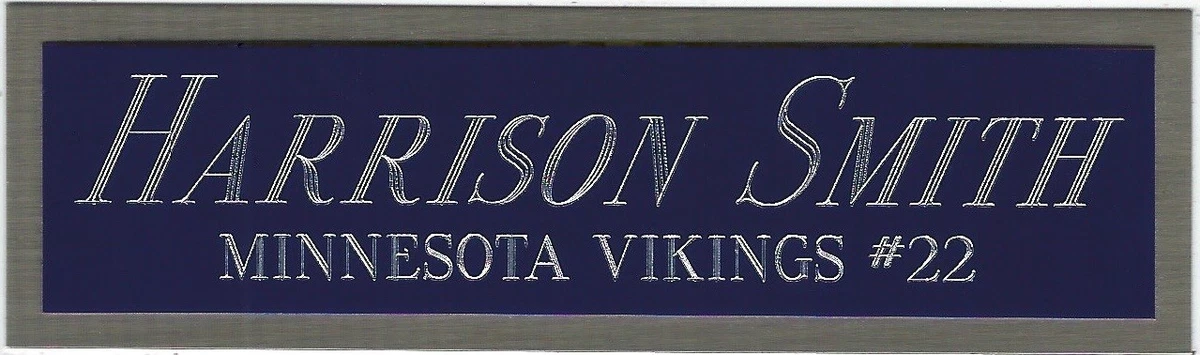 HARRISON SMITH
MINNESOTA VIKINGS #22